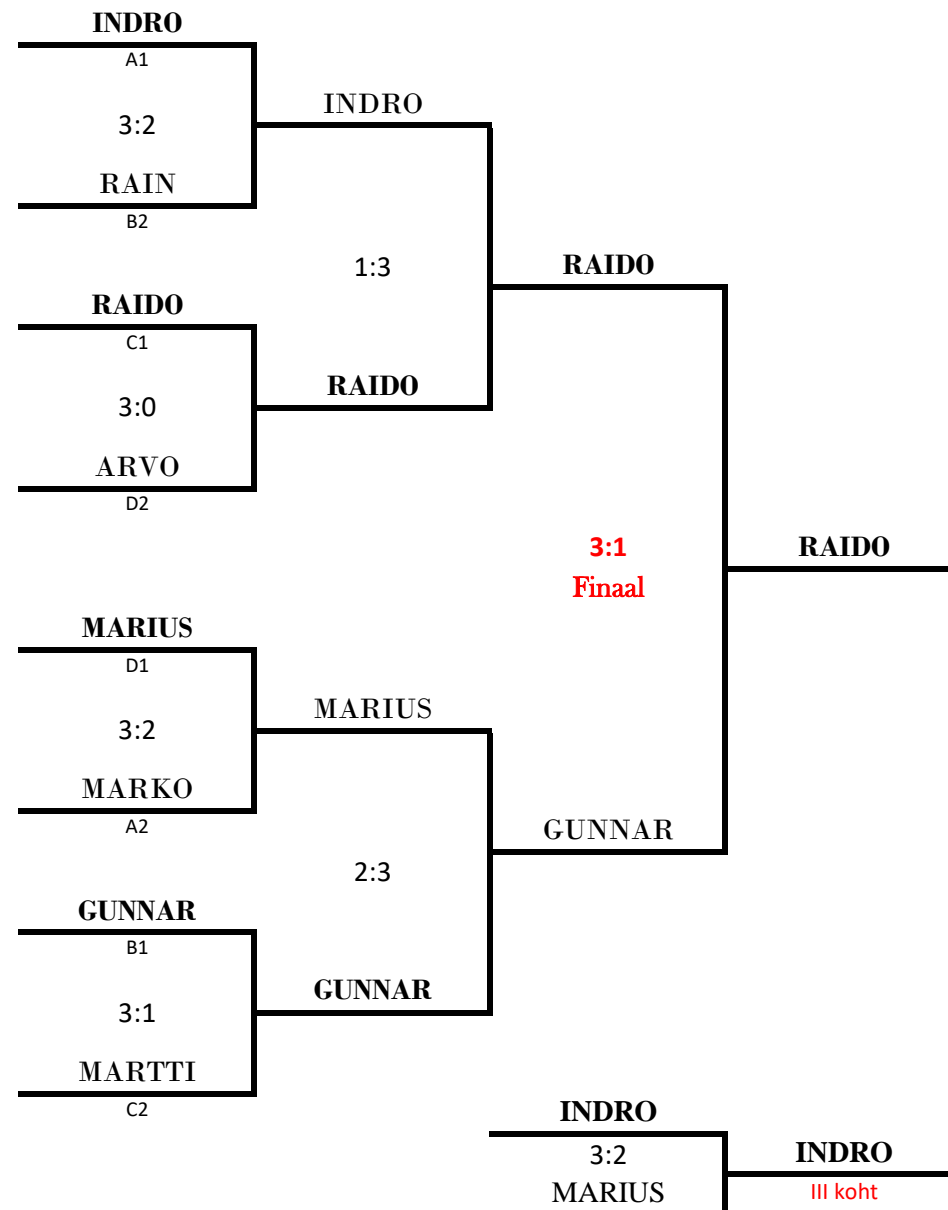 INDRO
A1
3:2
INDRO
RAIN
B2
1:3
RAIDO
RAIDO
C1
3:0
RAIDO
ARVO
D2
3:1
Finaal
RAIDO
MARIUS
D1
3:2
MARIUS
MARKO
A2
2:3
GUNNAR
GUNNAR
B1
3:1
GUNNAR
MARTTI
C2
INDRO
3:2
MARIUS
INDRO
III koht